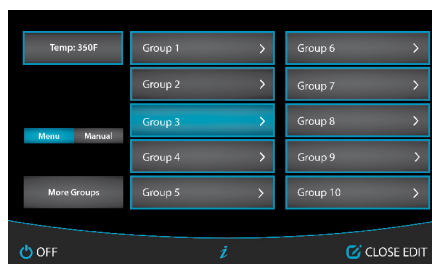 Temp: 350F
Group 1
Group 6
Group 2
Group 7
Group 3
Group 8
Menu Manual
Group 4
Group 9
More Groups
Group 5
Group 10
OFF
i
CLOSE EDIT